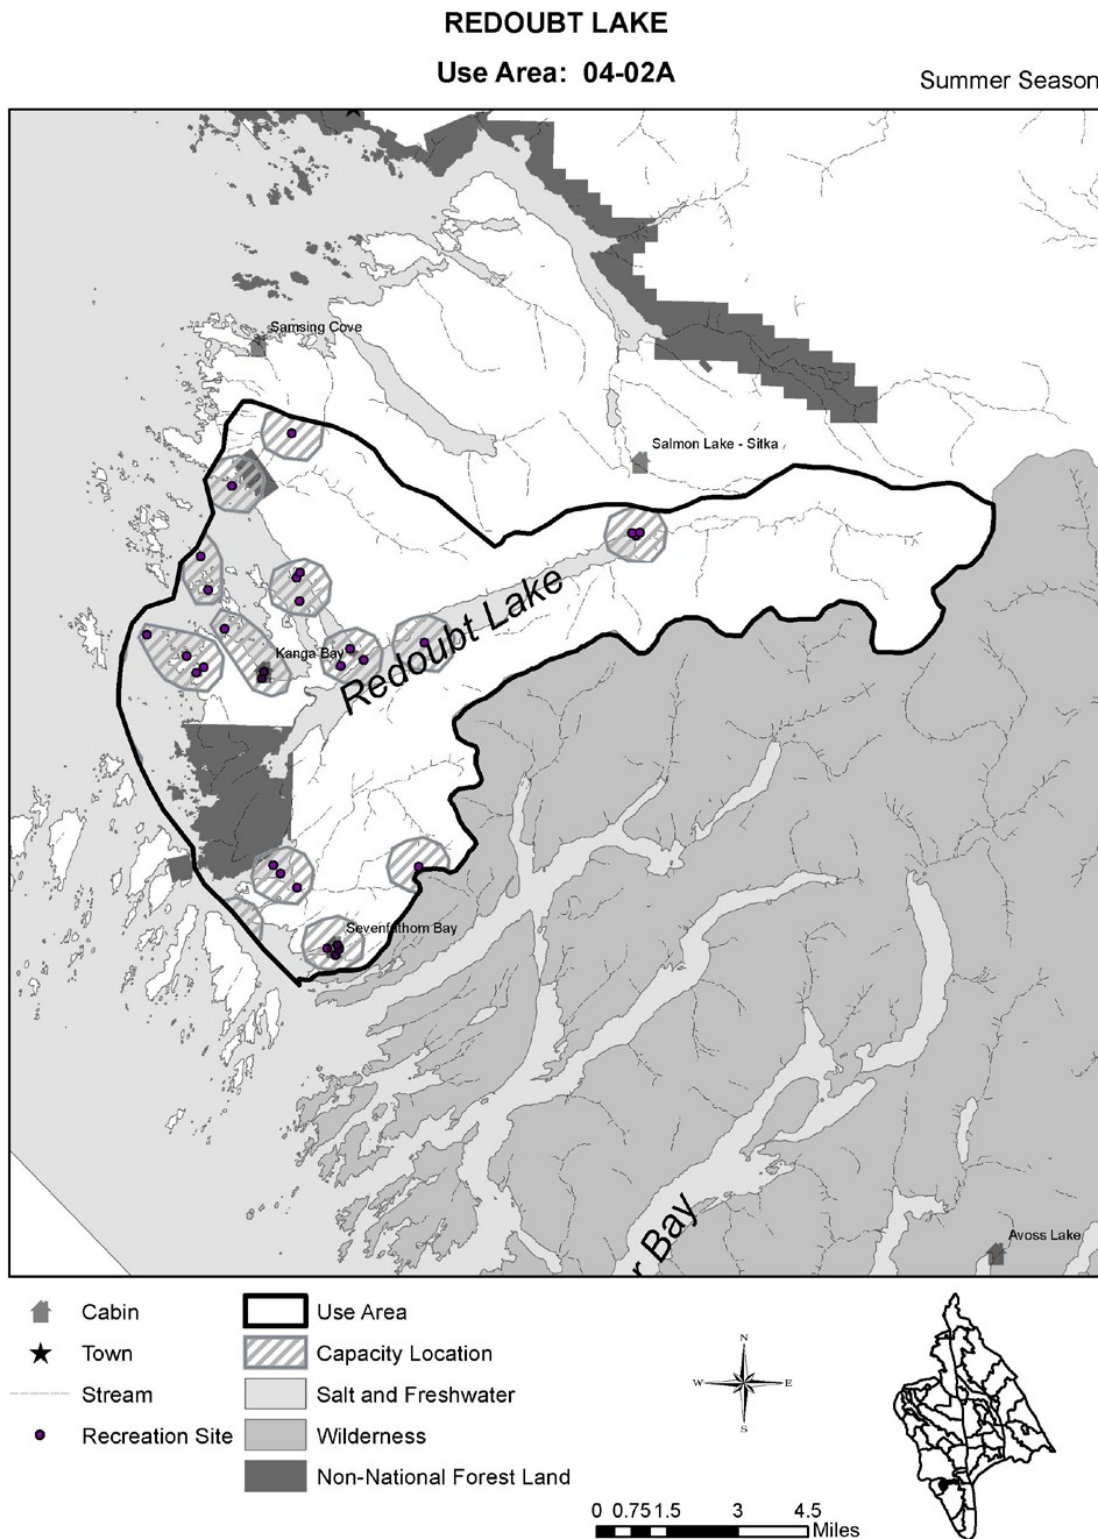 REDOUBT LAKE
Use Area: 04-02A
Summer Season
Samsing Cove
Salmon Lake - Sitka
Redoubt Lake
Kanga Bay
Sevenfathom Bay
r Bay
Avoss Lake
Cabin
Town
Stream
Recreation Site
Use Area
Capacity Location
Salt and Freshwater
Wilderness
Non-National Forest Land
N
W
E
S
0 0.75 1.5 3 4.5
Miles